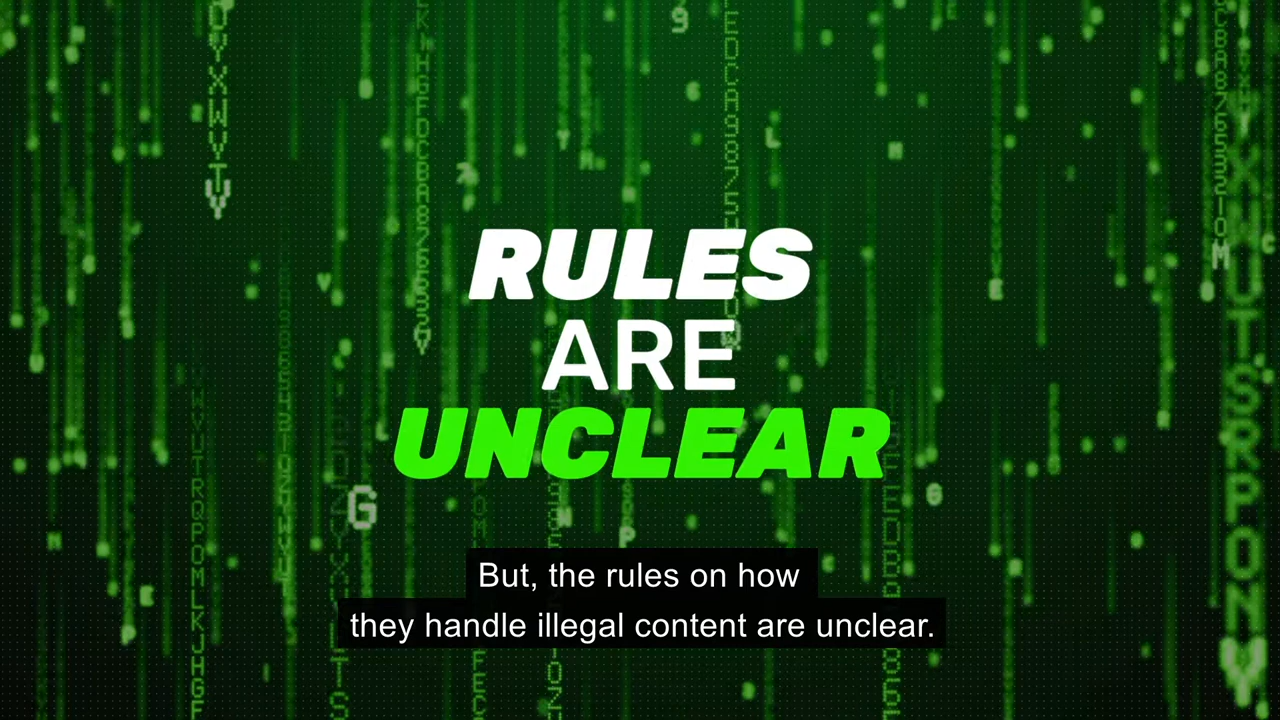 RULES
ARE
UNCLEAR
But, the rules on how
they handle illegal content are unclear.